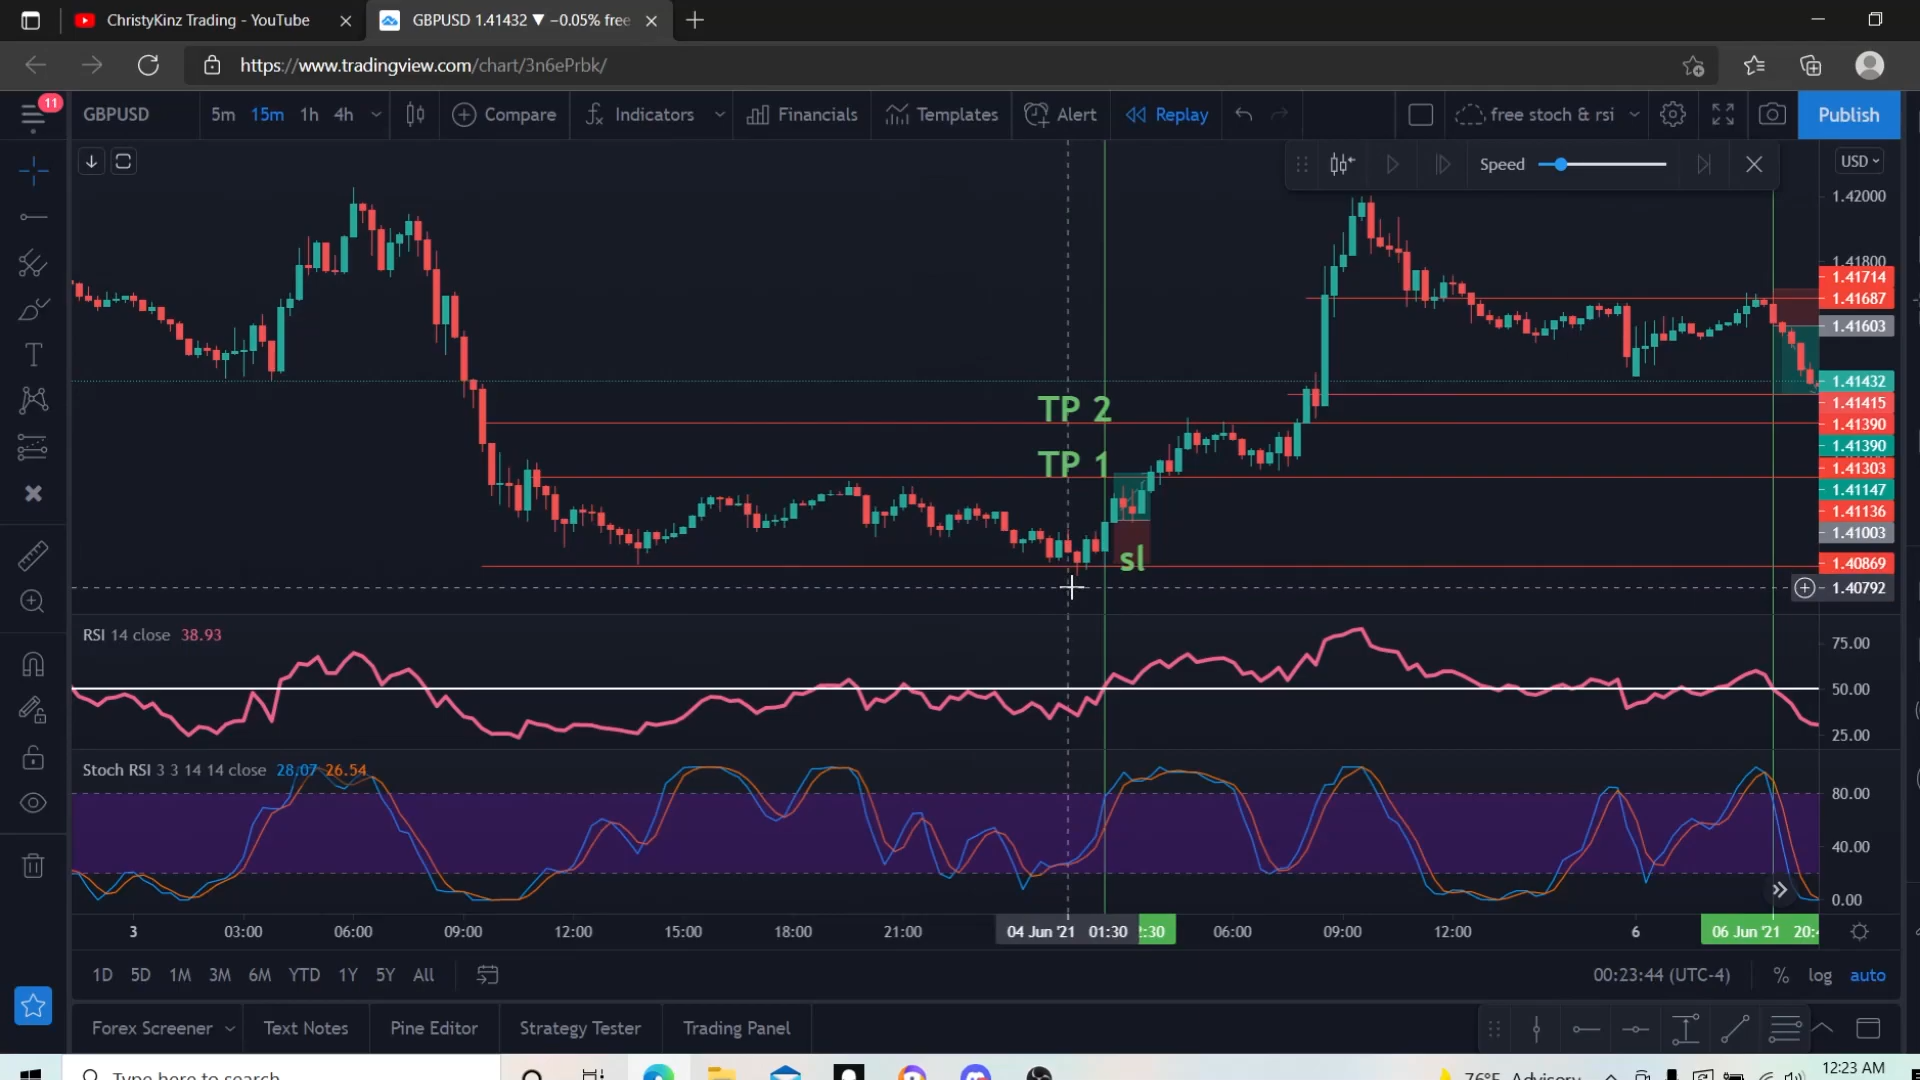 ChristyKinz Trading - YouTube
GBPUSD 1.41432 ▼ −0.05% free
https://www.tradingview.com/chart/3n6ePrbk/
11
GBPUSD 5m 15m 1h 4h Compare Indicators Financials Templates Alert Replay free stoch & rsi Publish
Speed
USD
1.42000
1.41800
1.41714
1.41687
1.41603
1.41432
1.41415
1.41390
1.41390
1.41303
1.41147
1.41136
1.41003
1.40869
1.40792
TP 2
TP 1
sl
RSI 14 close 38.93
75.00
50.00
25.00
Stoch RSI 3 3 14 14 close 28.07 26.54
80.00
40.00
0.00
3 03:00 06:00 09:00 12:00 15:00 18:00 21:00 04 Jun '21 01:30 :30 06:00 09:00 12:00 6 06 Jun '21
1D 5D 1M 3M 6M YTD 1Y 5Y All 00:23:44 (UTC-4) % log auto
Forex Screener Text Notes Pine Editor Strategy Tester Trading Panel
Type here to search
76°F Advisory
12:23 AM